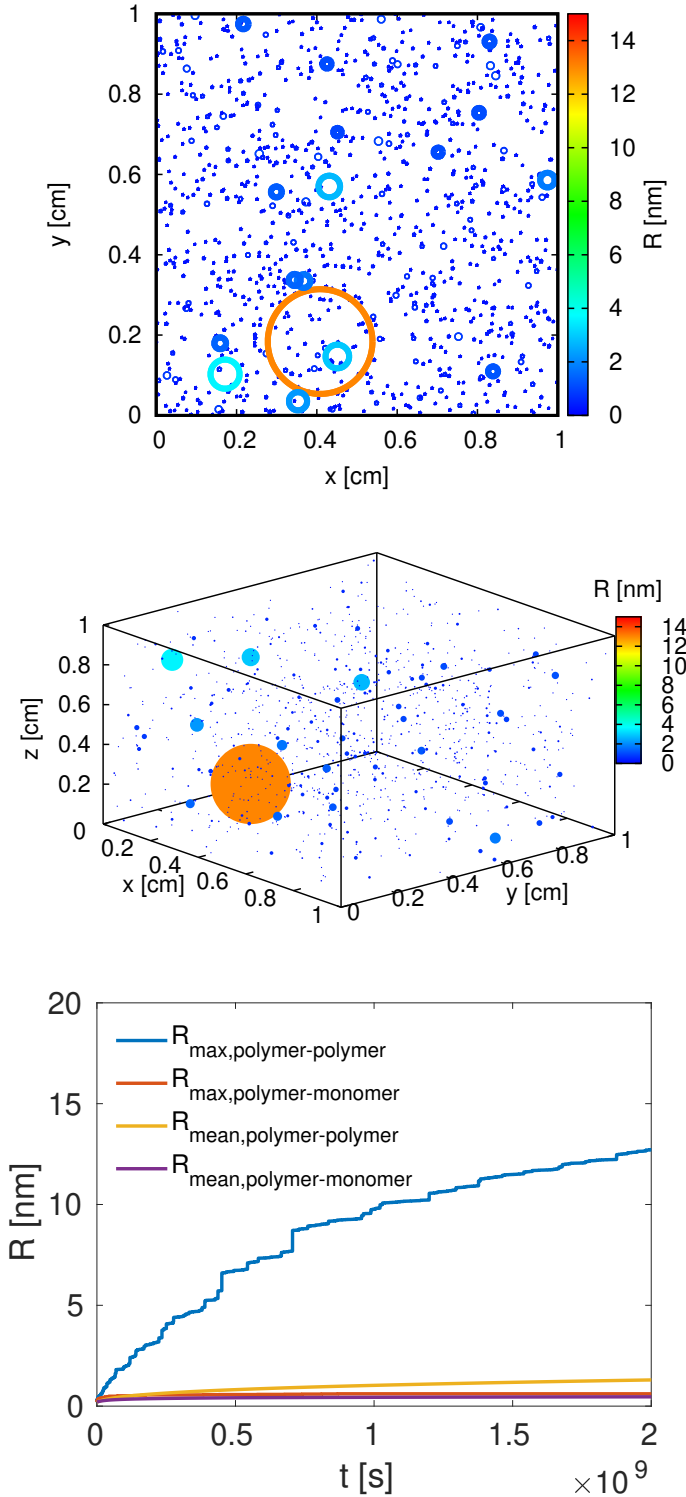 1
0.8
0.6
0.4
0.2
0
y [cm]
0 0.2 0.4 0.6 0.8 1
x [cm]
14
12
10
8
6
4
2
0
R [nm]
1
0.8
0.6
0.4
0.2
0
z [cm]
0.2 0.4 0.6 0.8 1
x [cm]
0 0.2 0.4 0.6 0.8 1
y [cm]
R [nm]
14
12
10
8
6
4
2
0
20
15
10
5
0
R [nm]
R_max,polymer-polymer
R_max,polymer-monomer
R_mean,polymer-polymer
R_mean,polymer-monomer
0 0.5 1 1.5 2
t [s]
×10^9